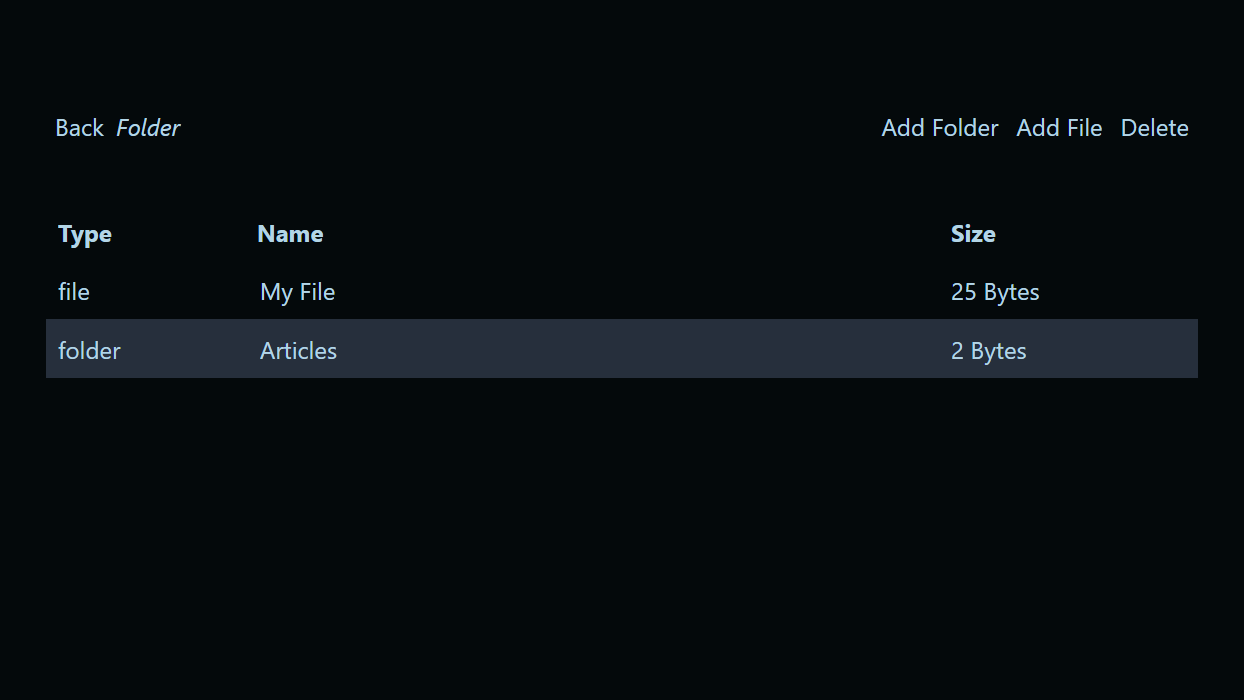 Back Folder Add Folder Add File Delete
Type Name Size
file My File 25 Bytes
folder Articles 2 Bytes